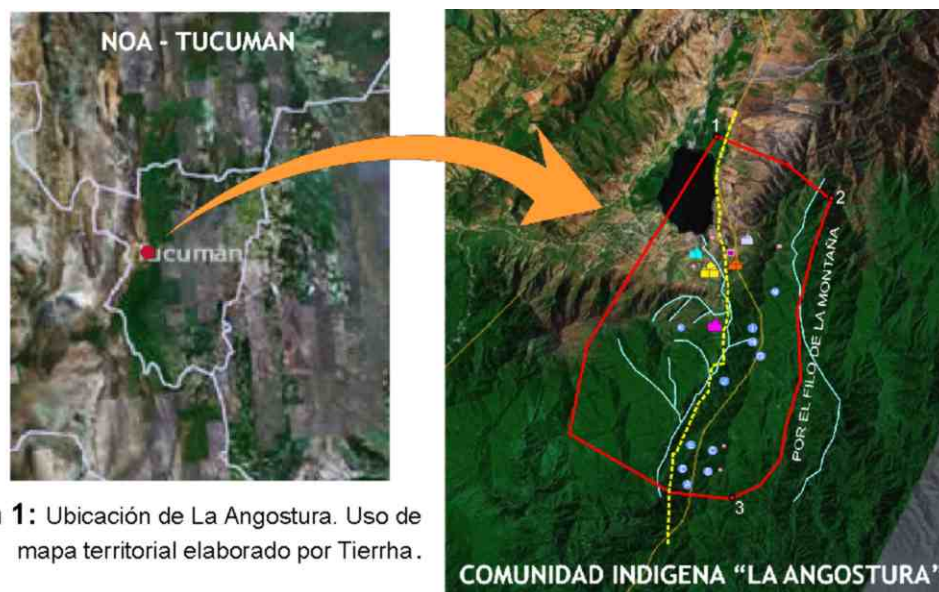 NOA - TUCUMAN
Tucuman
1
2
POR EL FILO DE LA MONTAÑA
3
COMUNIDAD INDIGENA “LA ANGOSTURA”
1: Ubicación de La Angostura. Uso de
mapa territorial elaborado por Tierrha.